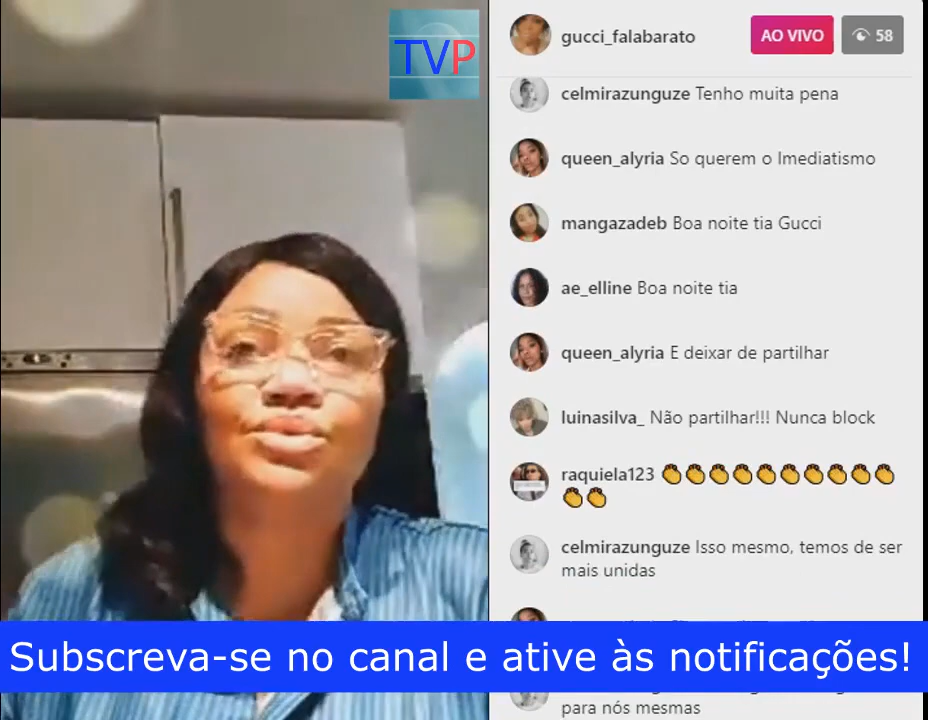 TVP
gucci_falabarato
AO VIVO
58
celmirazunguze Tenho muita pena
queen_alyria So querem o Imediatismo
mangazadeb Boa noite tia Gucci
ae_elline Boa noite tia
queen_alyria E deixar de partilhar
luinasilva_ Não partilhar!!! Nunca block
raquiela123 👏👏👏👏👏👏👏👏👏👏
👏👏
celmirazunguze Isso mesmo, temos de ser
mais unidas
Subscreva-se no canal e ative às notificações!
para nós mesmas